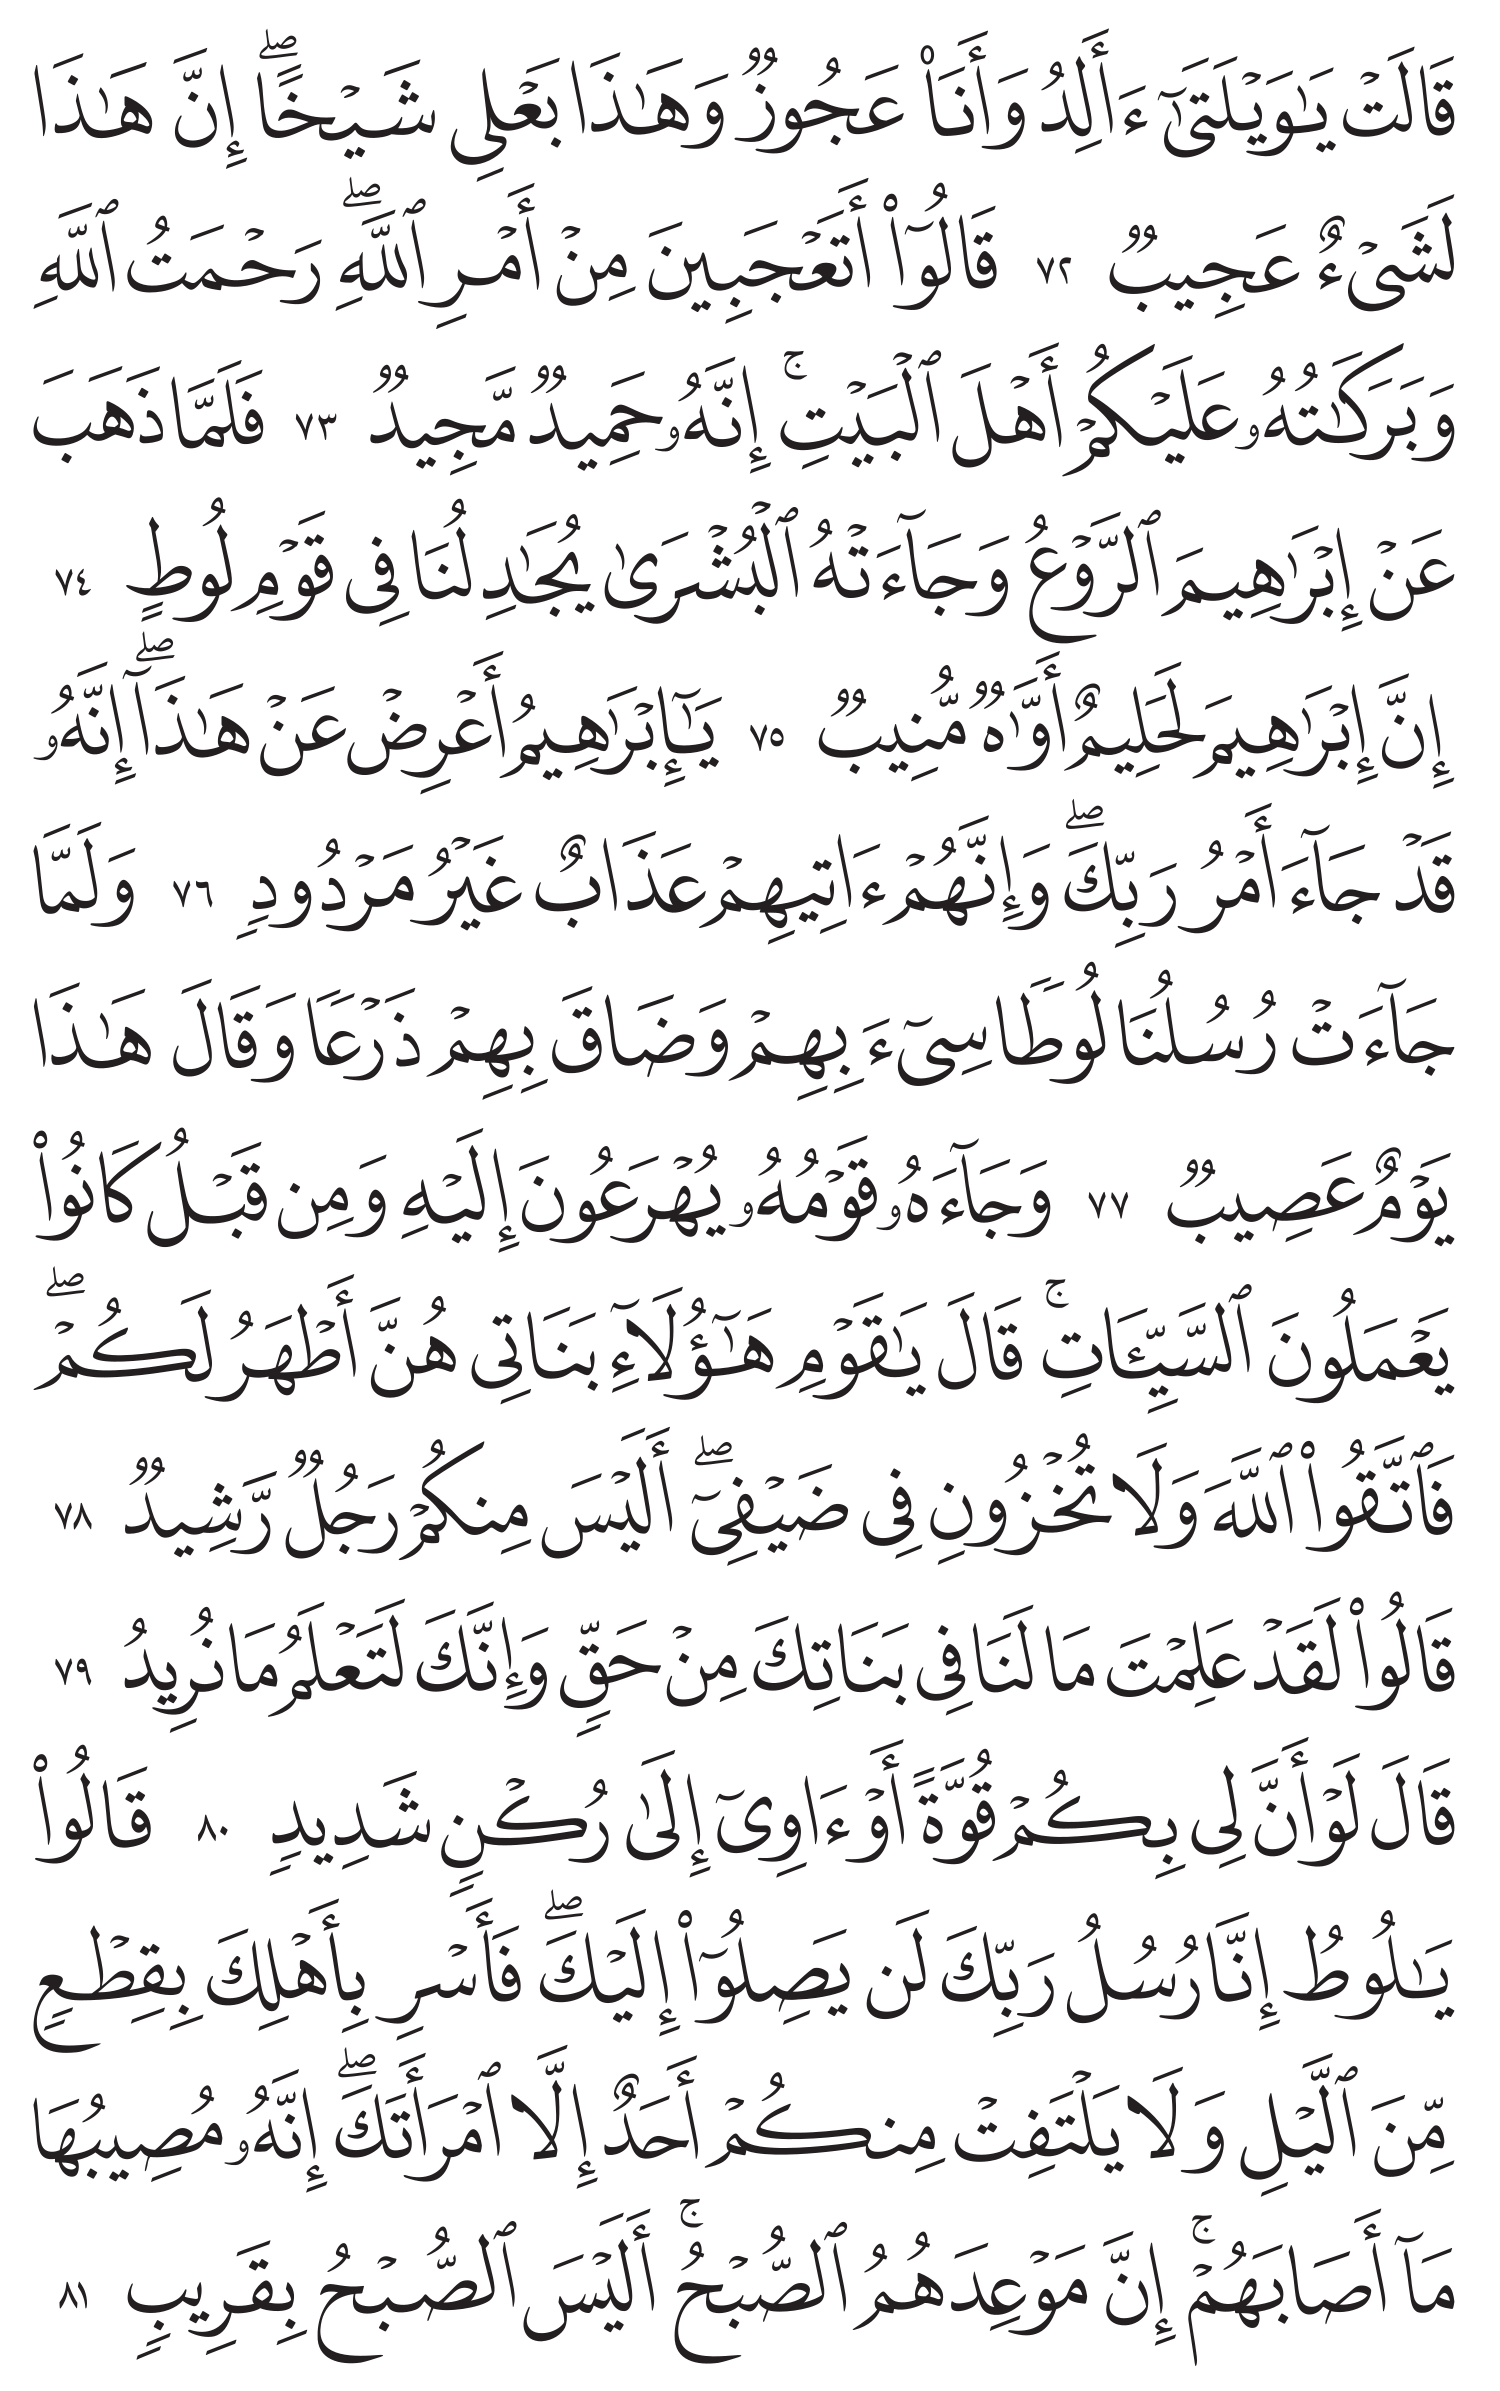 قَالَتْ يَـٰوَيْلَتَىٰٓ ءَأَلِدُ وَأَنَا۠ عَجُوزٌ وَهَـٰذَا بَعْلِى شَيْخًا ۖ إِنَّ هَـٰذَا
لَشَىْءٌ عَجِيبٌ ٧٢ قَالُوٓا۟ أَتَعْجَبِينَ مِنْ أَمْرِ ٱللَّهِ ۖ رَحْمَتُ ٱللَّهِ
وَبَرَكَـٰتُهُۥ عَلَيْكُمْ أَهْلَ ٱلْبَيْتِ ۚ إِنَّهُۥ حَمِيدٌ مَّجِيدٌ ٧٣ فَلَمَّا ذَهَبَ
عَنْ إِبْرَٰهِيمَ ٱلرَّوْعُ وَجَآءَتْهُ ٱلْبُشْرَىٰ يُجَـٰدِلُنَا فِى قَوْمِ لُوطٍ ٧٤
إِنَّ إِبْرَٰهِيمَ لَحَلِيمٌ أَوَّٰهٌ مُّنِيبٌ ٧٥ يَـٰٓإِبْرَٰهِيمُ أَعْرِضْ عَنْ هَـٰذَآ ۖ إِنَّهُۥ
قَدْ جَآءَ أَمْرُ رَبِّكَ ۖ وَإِنَّهُمْ ءَاتِيهِمْ عَذَابٌ غَيْرُ مَرْدُودٍ ٧٦ وَلَمَّا
جَآءَتْ رُسُلُنَا لُوطًا سِىٓءَ بِهِمْ وَضَاقَ بِهِمْ ذَرْعًا وَقَالَ هَـٰذَا
يَوْمٌ عَصِيبٌ ٧٧ وَجَآءَهُۥ قَوْمُهُۥ يُهْرَعُونَ إِلَيْهِ وَمِن قَبْلُ كَانُوا۟
يَعْمَلُونَ ٱلسَّيِّـَٔاتِ ۚ قَالَ يَـٰقَوْمِ هَـٰٓؤُلَآءِ بَنَاتِى هُنَّ أَطْهَرُ لَكُمْ ۖ
فَٱتَّقُوا۟ ٱللَّهَ وَلَا تُخْزُونِ فِى ضَيْفِىٓ ۖ أَلَيْسَ مِنكُمْ رَجُلٌ رَّشِيدٌ ٧٨
قَالُوا۟ لَقَدْ عَلِمْتَ مَا لَنَا فِى بَنَاتِكَ مِنْ حَقٍّ وَإِنَّكَ لَتَعْلَمُ مَا نُرِيدُ ٧٩
قَالَ لَوْ أَنَّ لِى بِكُمْ قُوَّةً أَوْ ءَاوِىٓ إِلَىٰ رُكْنٍ شَدِيدٍ ٨٠ قَالُوا۟
يَـٰلُوطُ إِنَّا رُسُلُ رَبِّكَ لَن يَصِلُوٓا۟ إِلَيْكَ ۖ فَأَسْرِ بِأَهْلِكَ بِقِطْعٍ
مِّنَ ٱلَّيْلِ وَلَا يَلْتَفِتْ مِنكُمْ أَحَدٌ إِلَّا ٱمْرَأَتَكَ ۖ إِنَّهُۥ مُصِيبُهَا
مَآ أَصَابَهُمْ ۚ إِنَّ مَوْعِدَهُمُ ٱلصُّبْحُ ۚ أَلَيْسَ ٱلصُّبْحُ بِقَرِيبٍ ٨١